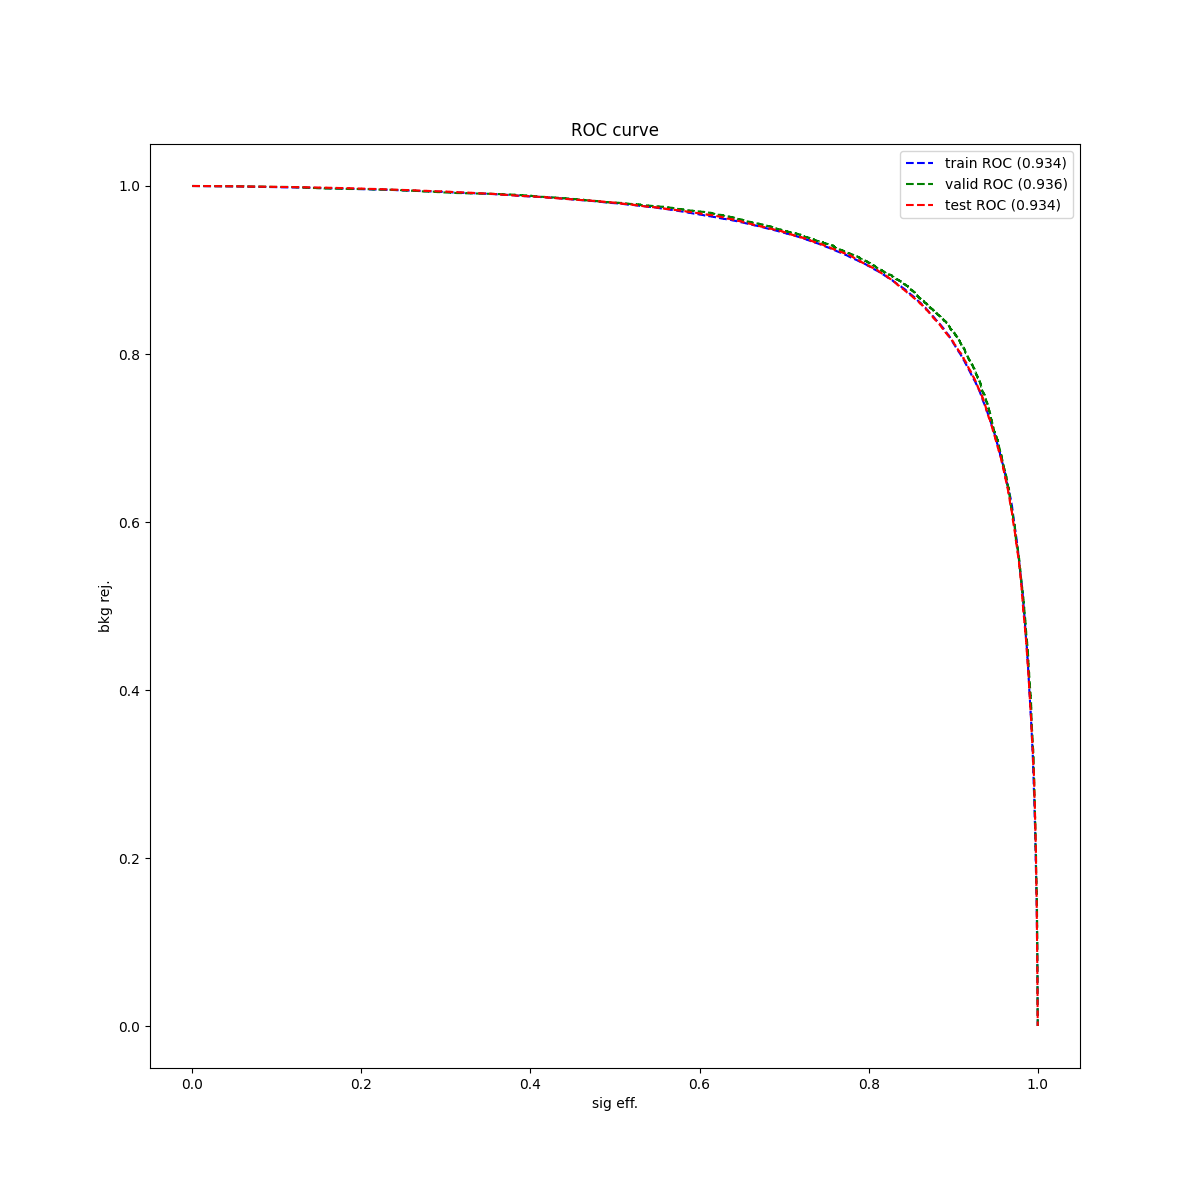 ROC curve
train ROC (0.934)
valid ROC (0.936)
test ROC (0.934)
1.0
0.8
0.6
0.4
0.2
0.0
bkg rej.
0.0 0.2 0.4 0.6 0.8 1.0
sig eff.